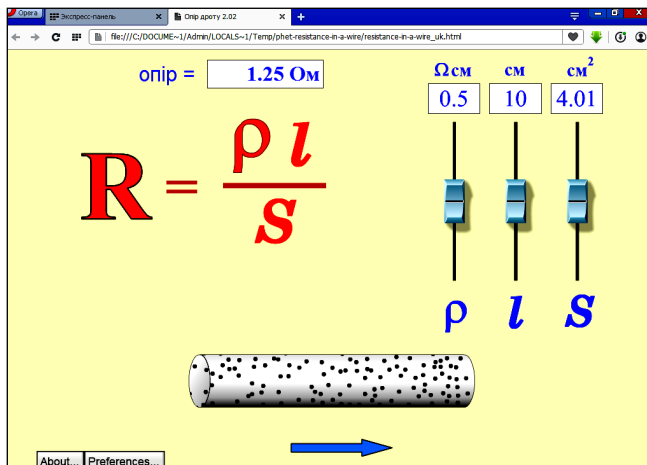 Opera Экспресс-панель × Опір дроту 2.02 × +
file:///C:/DOCUME~1/Admin/LOCALS~1/Temp/phet-resistance-in-a-wire/resistance-in-a-wire_uk.html
опір = 1.25 Ом
Ω см см см²
0.5 10 4.01
R = ρ l
S
ρ l S
About... Preferences...